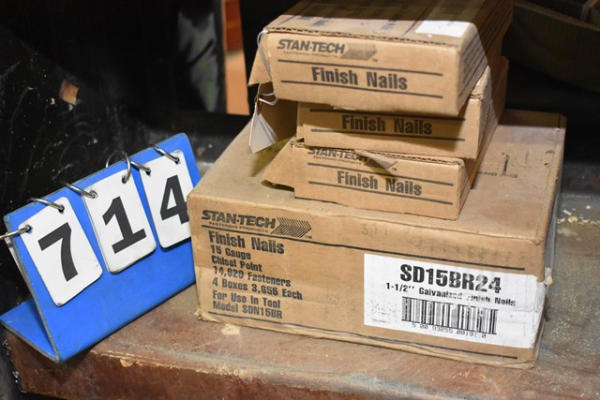 STAN-TECH
Finish Nails
Finish Nails
STAN-TECH
Finish Nails
STAN-TECH
Finish Nails
15 Gauge
Chisel Point
14,620 Fasteners
4 Boxes 3,655 Each
For Use In Tool
Model SDN15BR
SD15BR24
1-1/2" Galvanized Finish Nails
714